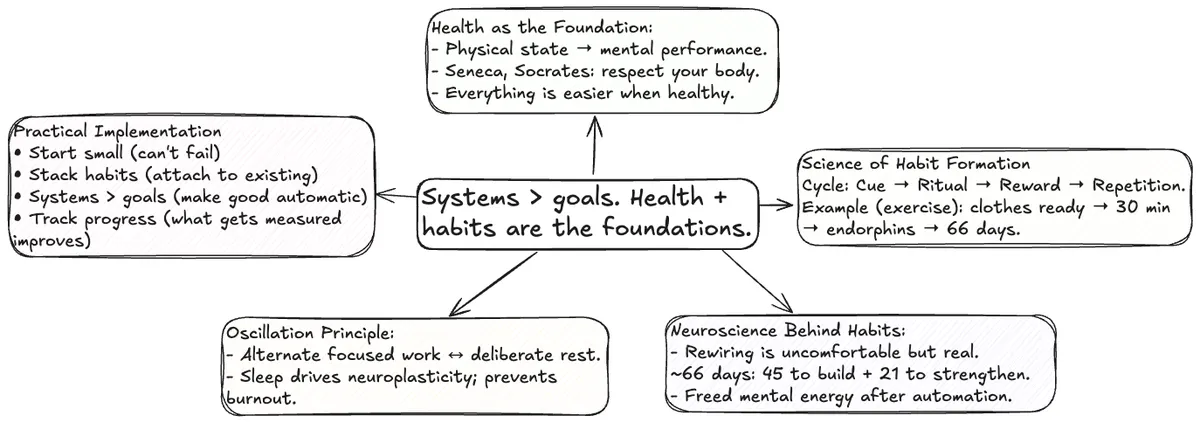 Health as the Foundation:
- Physical state → mental performance.
- Seneca, Socrates: respect your body.
- Everything is easier when healthy.
Practical Implementation
• Start small (can't fail)
• Stack habits (attach to existing)
• Systems > goals (make good automatic)
• Track progress (what gets measured
improves)
Systems > goals. Health +
habits are the foundations.
Science of Habit Formation
Cycle: Cue → Ritual → Reward → Repetition.
Example (exercise): clothes ready → 30 min
→ endorphins → 66 days.
Oscillation Principle:
- Alternate focused work ↔ deliberate rest.
- Sleep drives neuroplasticity; prevents
burnout.
Neuroscience Behind Habits:
- Rewiring is uncomfortable but real.
~66 days: 45 to build + 21 to strengthen.
- Freed mental energy after automation.